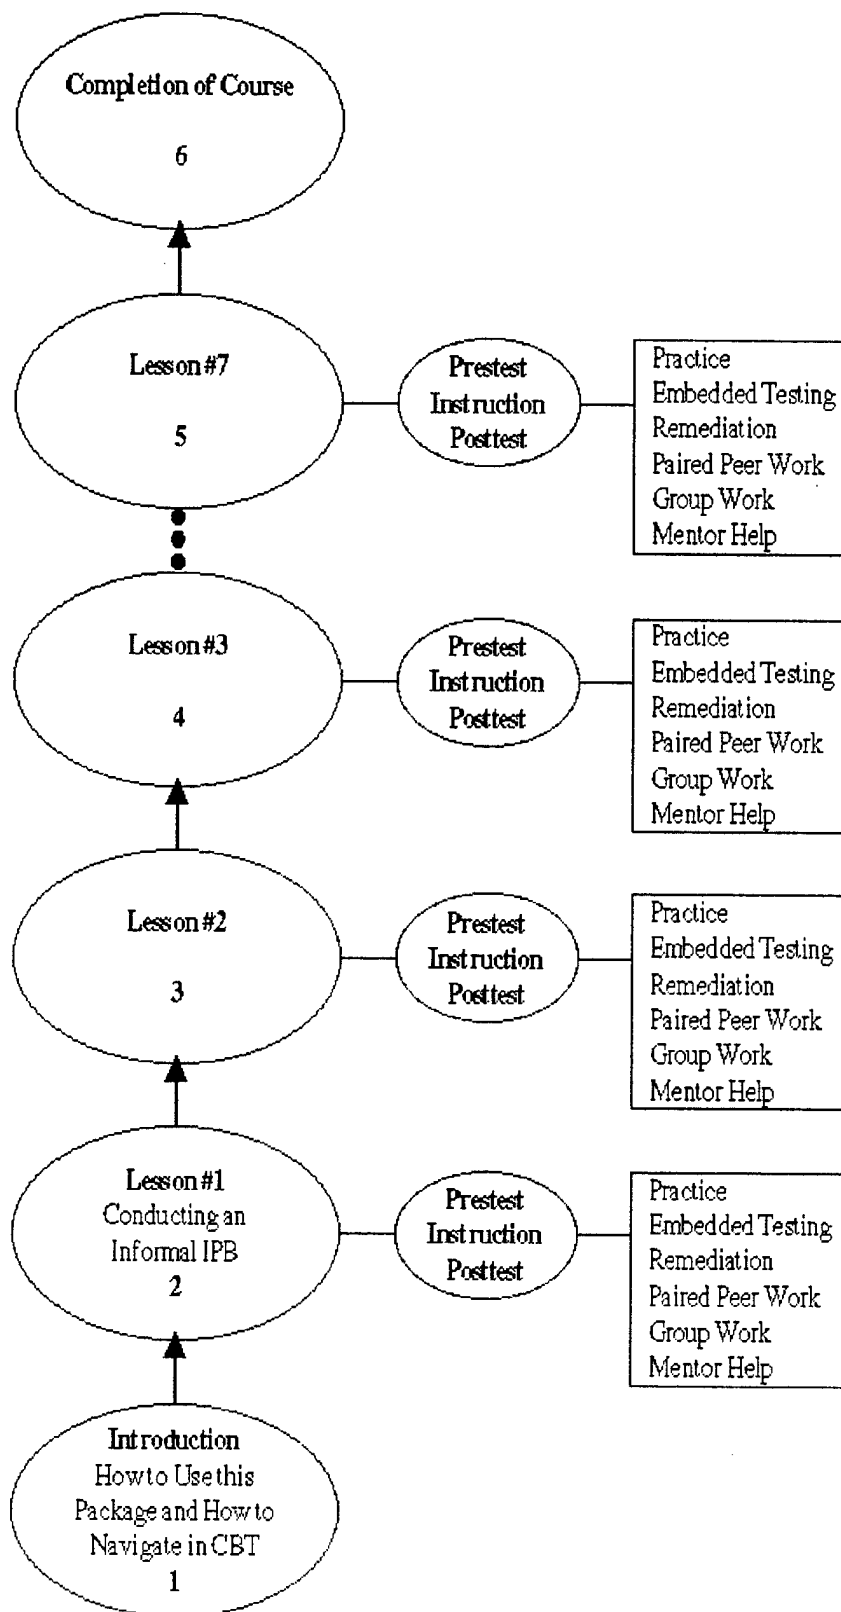 Completion of Course
6
Lesson #7
5
Prestest
Instruction
Posttest
Practice
Embedded Testing
Remediation
Paired Peer Work
Group Work
Mentor Help
Lesson #3
4
Prestest
Instruction
Posttest
Practice
Embedded Testing
Remediation
Paired Peer Work
Group Work
Mentor Help
Lesson #2
3
Prestest
Instruction
Posttest
Practice
Embedded Testing
Remediation
Paired Peer Work
Group Work
Mentor Help
Lesson #1
Conducting an
Informal IPB
2
Prestest
Instruction
Posttest
Practice
Embedded Testing
Remediation
Paired Peer Work
Group Work
Mentor Help
Introduction
How to Use this
Package and How to
Navigate in CBT
1